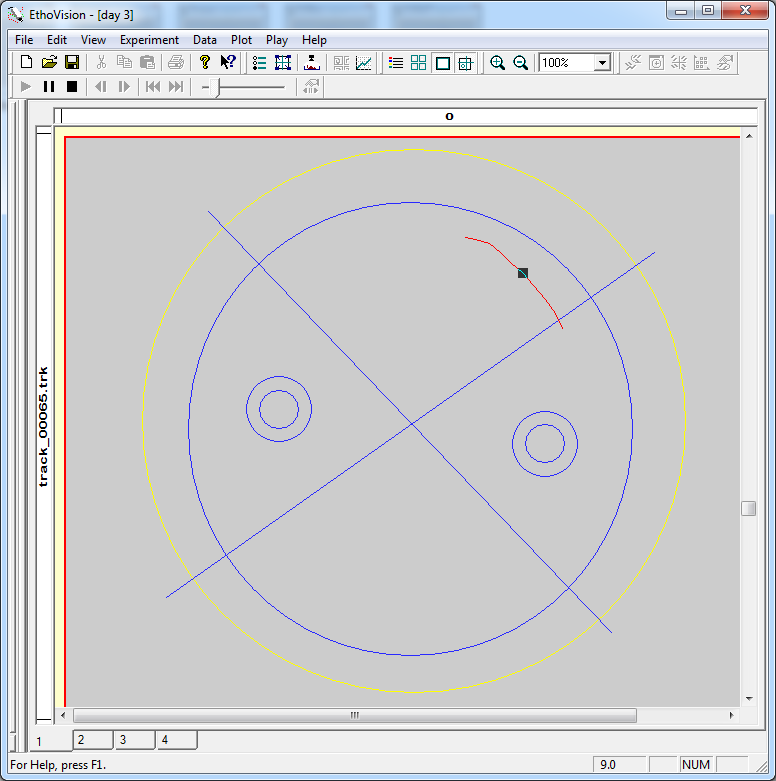 EthoVision - [day 3]
File Edit View Experiment Data Plot Play Help
100%
o
track_00065.trk
1 2 3 4
For Help, press F1. 9.0 NUM